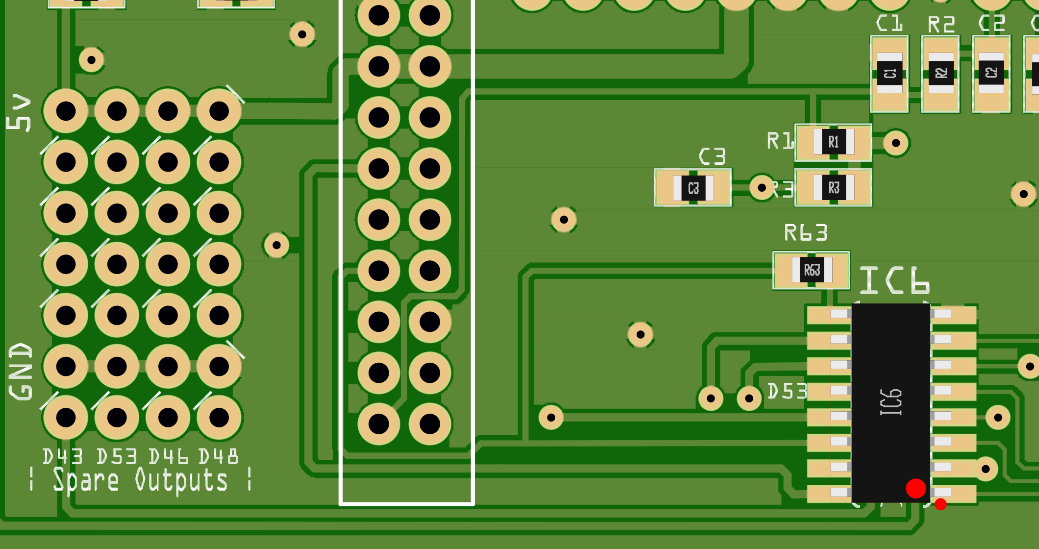 C1 R2 C2
C1 R2 C2
5v
R1 R1
C3
C3 R3 R3
R63
R63
IC6
GND
D53
IC6
D43 D53 D46 D48
| Spare Outputs |